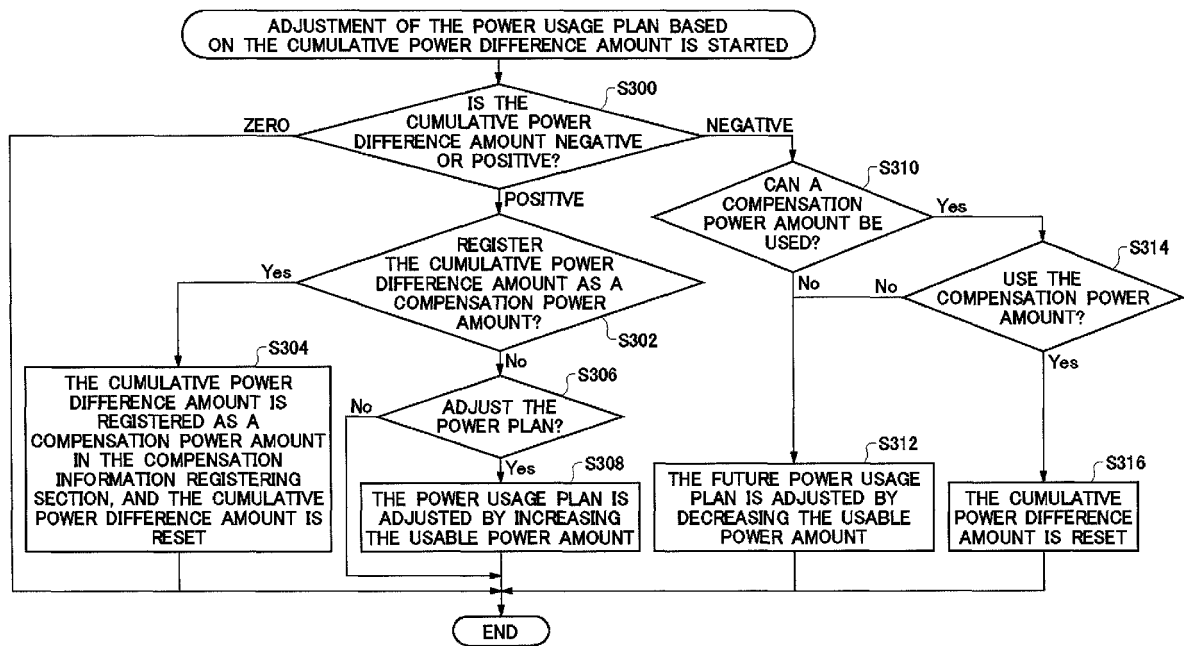 ADJUSTMENT OF THE POWER USAGE PLAN BASED
ON THE CUMULATIVE POWER DIFFERENCE AMOUNT IS STARTED
S300
IS THE
CUMULATIVE POWER
DIFFERENCE AMOUNT NEGATIVE
OR POSITIVE?
ZERO
NEGATIVE
POSITIVE
S310
CAN A
COMPENSATION
POWER AMOUNT BE
USED?
Yes
No
S314
USE THE
COMPENSATION POWER
AMOUNT?
No
Yes
REGISTER
THE CUMULATIVE POWER
DIFFERENCE AMOUNT AS A
COMPENSATION POWER
AMOUNT?
Yes
S302
No
S304
THE CUMULATIVE POWER
DIFFERENCE AMOUNT IS
REGISTERED AS A
COMPENSATION POWER AMOUNT
IN THE COMPENSATION
INFORMATION REGISTERING
SECTION, AND THE CUMULATIVE
POWER DIFFERENCE AMOUNT IS
RESET
S306
ADJUST THE
POWER PLAN?
No
Yes
S308
THE POWER USAGE PLAN IS
ADJUSTED BY INCREASING
THE USABLE POWER AMOUNT
S312
THE FUTURE POWER USAGE
PLAN IS ADJUSTED BY
DECREASING THE USABLE
POWER AMOUNT
S316
THE CUMULATIVE
POWER DIFFERENCE
AMOUNT IS RESET
END